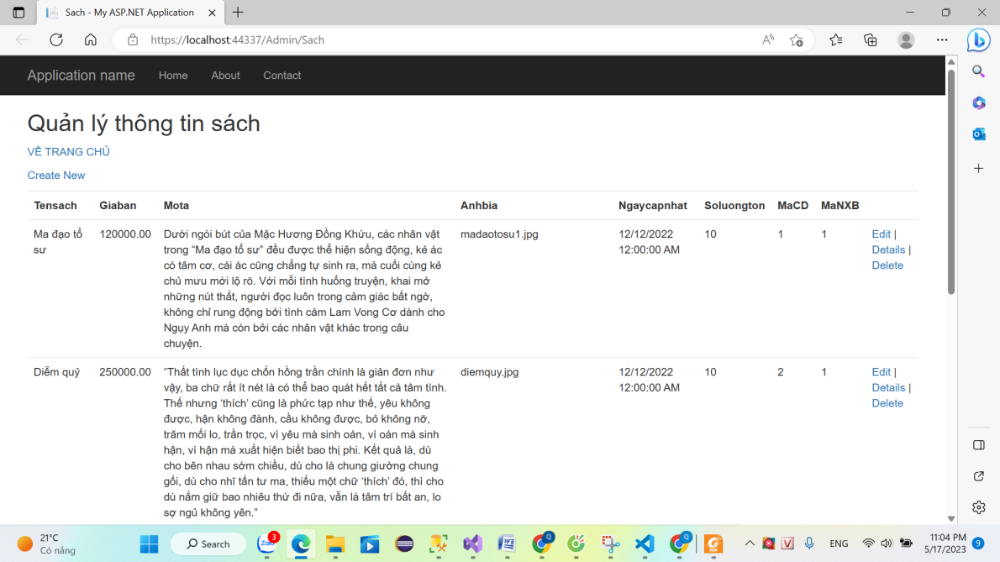 Sach - My ASP.NET Application
https://localhost:44337/Admin/Sach
Application name Home About Contact
Quản lý thông tin sách
VỀ TRANG CHỦ
Create New
Tensach Giaban Mota Anhbia Ngaycapnhat Soluongton MaCD MaNXB
Ma đạo tổ 120000.00 Dưới ngòi bút của Mặc Hương Đồng Khứu, các nhân vật madaotosu1.jpg 12/12/2022 10 1 1 Edit |
sư trong “Ma đạo tổ sư” đều được thể hiện sống động, kẻ ác 12:00:00 AM Details |
có tâm cơ, cái ác cũng chẳng tự sinh ra, mà cuối cùng kẻ Delete
chủ mưu mới lộ rõ. Với mỗi tình huống truyện, khai mở
những nút thắt, người đọc luôn trong cảm giác bất ngờ,
không chỉ rung động bởi tình cảm Lam Vong Cơ dành cho
Ngụy Anh mà còn bởi các nhân vật khác trong câu
chuyện.
Diễm quỷ 250000.00 “Thất tình lục dục chốn hồng trần chính là giản đơn như diemquy.jpg 12/12/2022 10 2 1 Edit |
vậy, ba chữ rất ít nét là có thể bao quát hết tất cả tâm tình. 12:00:00 AM Details |
Thế nhưng ‘thích’ cũng là phức tạp như thế, yêu không Delete
được, hận không đành, cầu không được, bỏ không nỡ,
trăm mối lo, trằn trọc, vì yêu mà sinh oán, vì oán mà sinh
hận, vì hận mà xuất hiện biết bao thị phi. Kết quả là, dù
cho bên nhau sớm chiều, dù cho là chung giường chung
gối, dù cho nhĩ tấn tư ma, thiếu một chữ ‘thích’ đó, thì cho
dù nắm giữ bao nhiêu thứ đi nữa, vẫn là tâm trí bất an, lo
sợ ngủ không yên.”
21°C
Có nắng
Search
Zalo 3
ENG
11:04 PM
5/17/2023
9